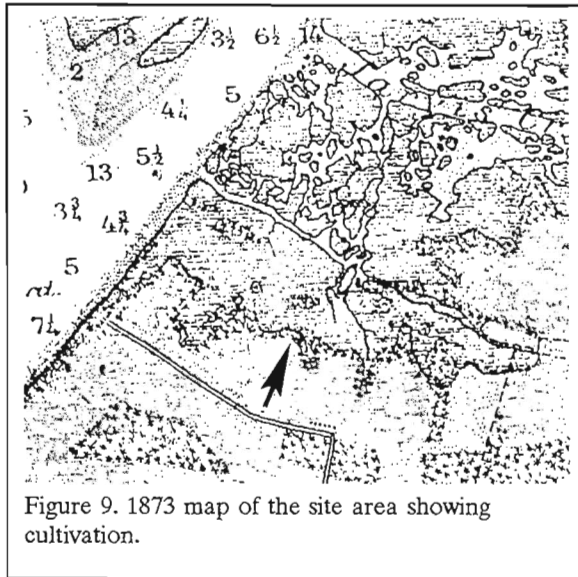 13 3½ 6½ 14
2
4¼ 5
5½
13
3¾ 4¾
5
7¼
Figure 9. 1873 map of the site area showing
cultivation.